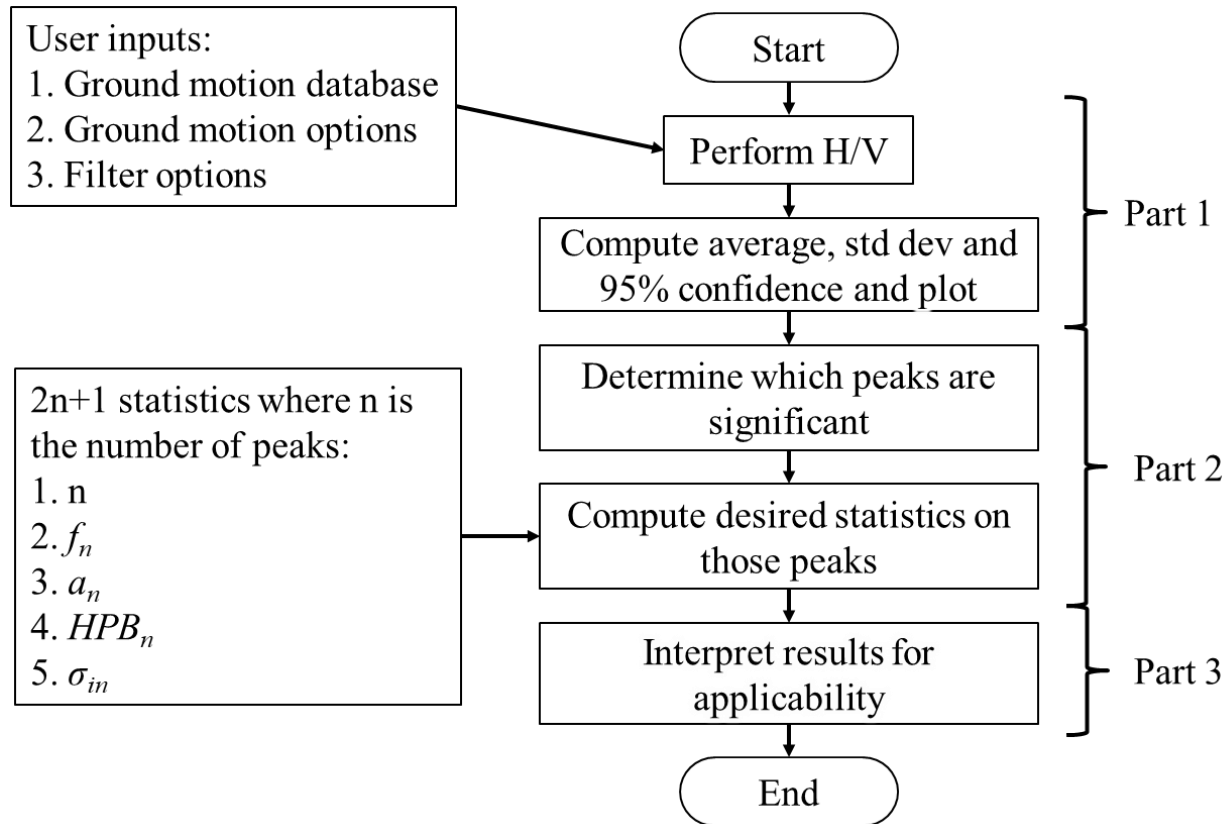 User inputs:
1. Ground motion database
2. Ground motion options
3. Filter options
Start
Perform H/V
Compute average, std dev and
95% confidence and plot
Part 1
Determine which peaks are
significant
2n+1 statistics where n is
the number of peaks:
1. n
2. fₙ
3. aₙ
4. HPBₙ
5. σᵢₙ
Compute desired statistics on
those peaks
Part 2
Interpret results for
applicability
Part 3
End